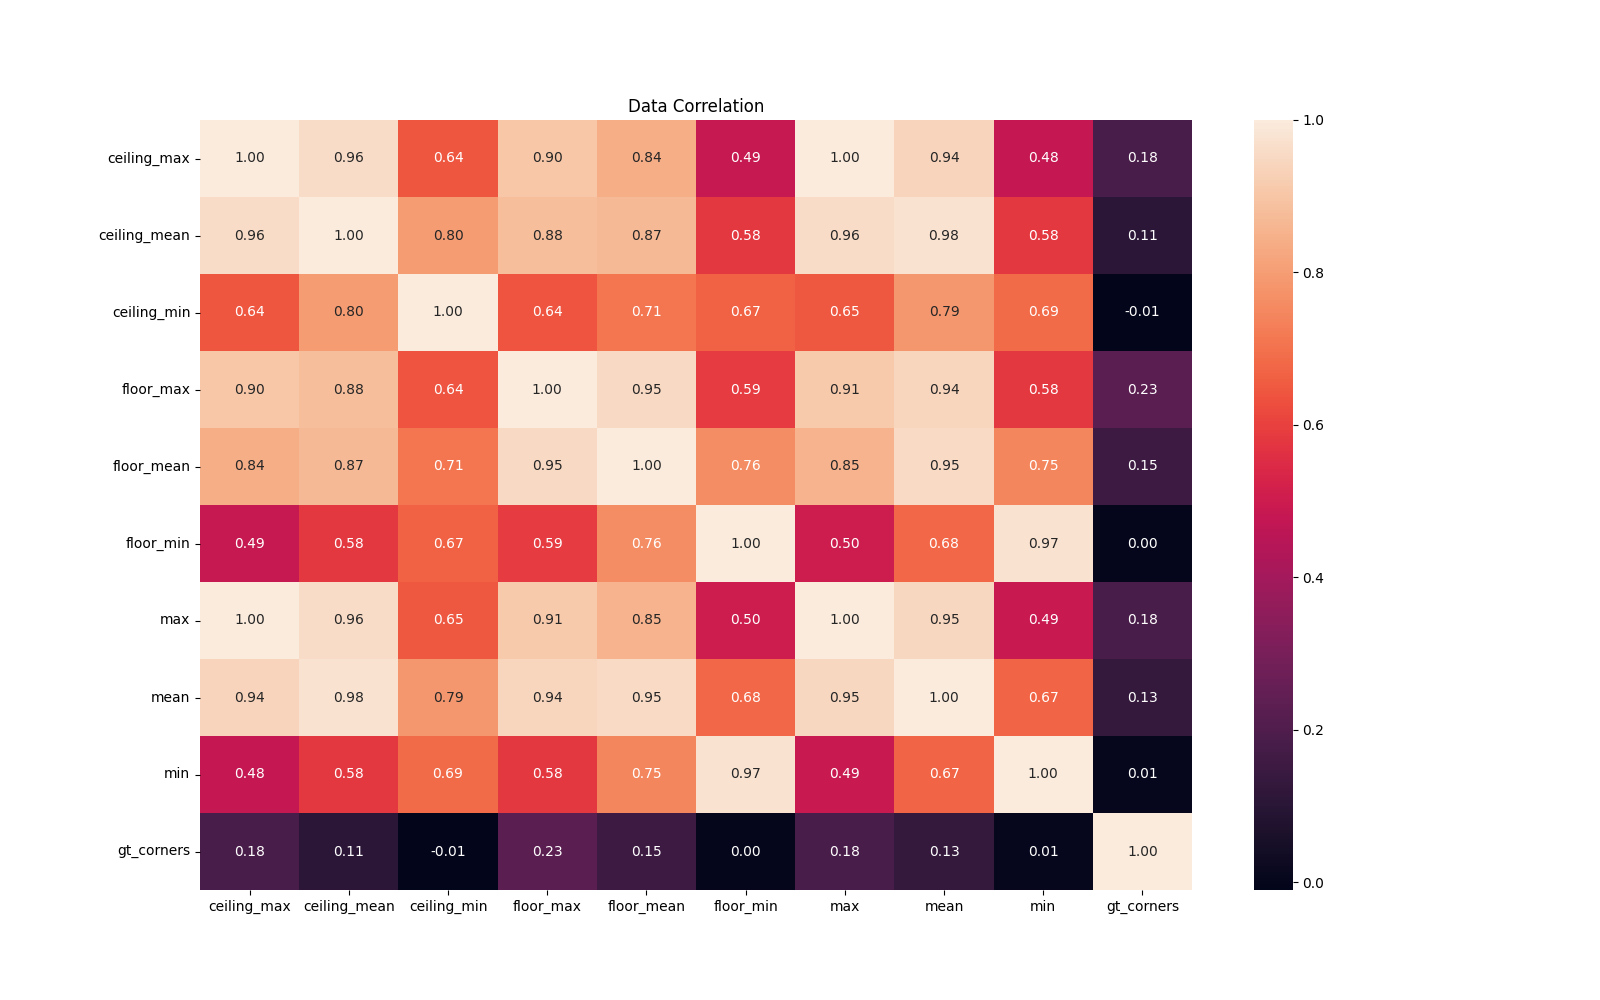 Data Correlation
ceiling_max 1.00 0.96 0.64 0.90 0.84 0.49 1.00 0.94 0.48 0.18
ceiling_mean 0.96 1.00 0.80 0.88 0.87 0.58 0.96 0.98 0.58 0.11
ceiling_min 0.64 0.80 1.00 0.64 0.71 0.67 0.65 0.79 0.69 -0.01
floor_max 0.90 0.88 0.64 1.00 0.95 0.59 0.91 0.94 0.58 0.23
floor_mean 0.84 0.87 0.71 0.95 1.00 0.76 0.85 0.95 0.75 0.15
floor_min 0.49 0.58 0.67 0.59 0.76 1.00 0.50 0.68 0.97 0.00
max 1.00 0.96 0.65 0.91 0.85 0.50 1.00 0.95 0.49 0.18
mean 0.94 0.98 0.79 0.94 0.95 0.68 0.95 1.00 0.67 0.13
min 0.48 0.58 0.69 0.58 0.75 0.97 0.49 0.67 1.00 0.01
gt_corners 0.18 0.11 -0.01 0.23 0.15 0.00 0.18 0.13 0.01 1.00
ceiling_max ceiling_mean ceiling_min floor_max floor_mean floor_min max mean min gt_corners
1.0
0.8
0.6
0.4
0.2
0.0